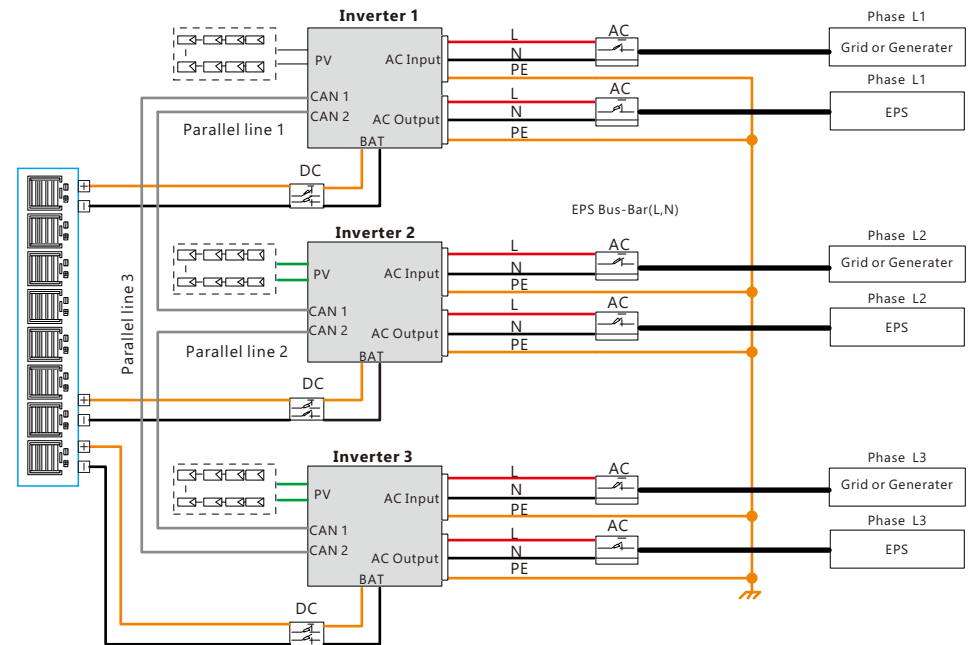 Inverter 1
PV
AC Input
CAN 1
CAN 2
AC Output
BAT
L
N
PE
AC
Phase L1
Grid or Generater
L
N
PE
AC
Phase L1
EPS
Parallel line 1
DC
+
−
EPS Bus-Bar(L,N)
Inverter 2
PV
AC Input
CAN 1
CAN 2
AC Output
BAT
L
N
PE
AC
Phase L2
Grid or Generater
L
N
PE
AC
Phase L2
EPS
Parallel line 3
Parallel line 2
DC
+
−
+
−
Inverter 3
PV
AC Input
CAN 1
CAN 2
AC Output
BAT
L
N
PE
AC
Phase L3
Grid or Generater
L
N
PE
AC
Phase L3
EPS
DC